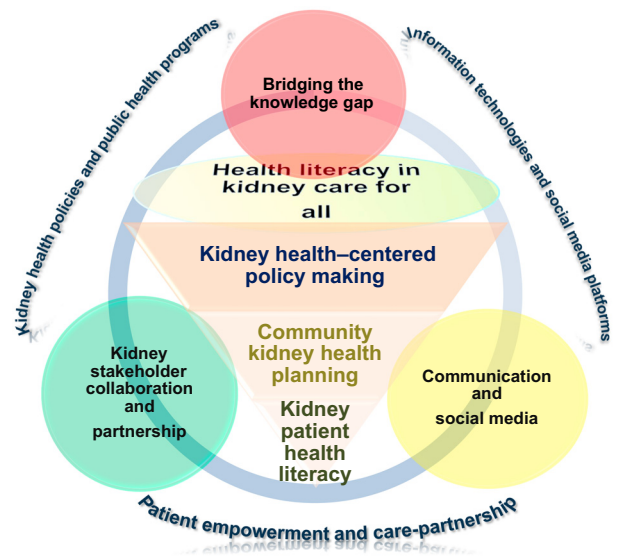 Kidney health policies and public health programs
Information technologies and social media platforms
Bridging the
knowledge gap
Health literacy in
kidney care for
all
Kidney health–centered
policy making
Community
kidney health
planning
Kidney
patient
health
literacy
Kidney
stakeholder
collaboration
and
partnership
Communication
and
social media
Patient empowerment and care-partnership